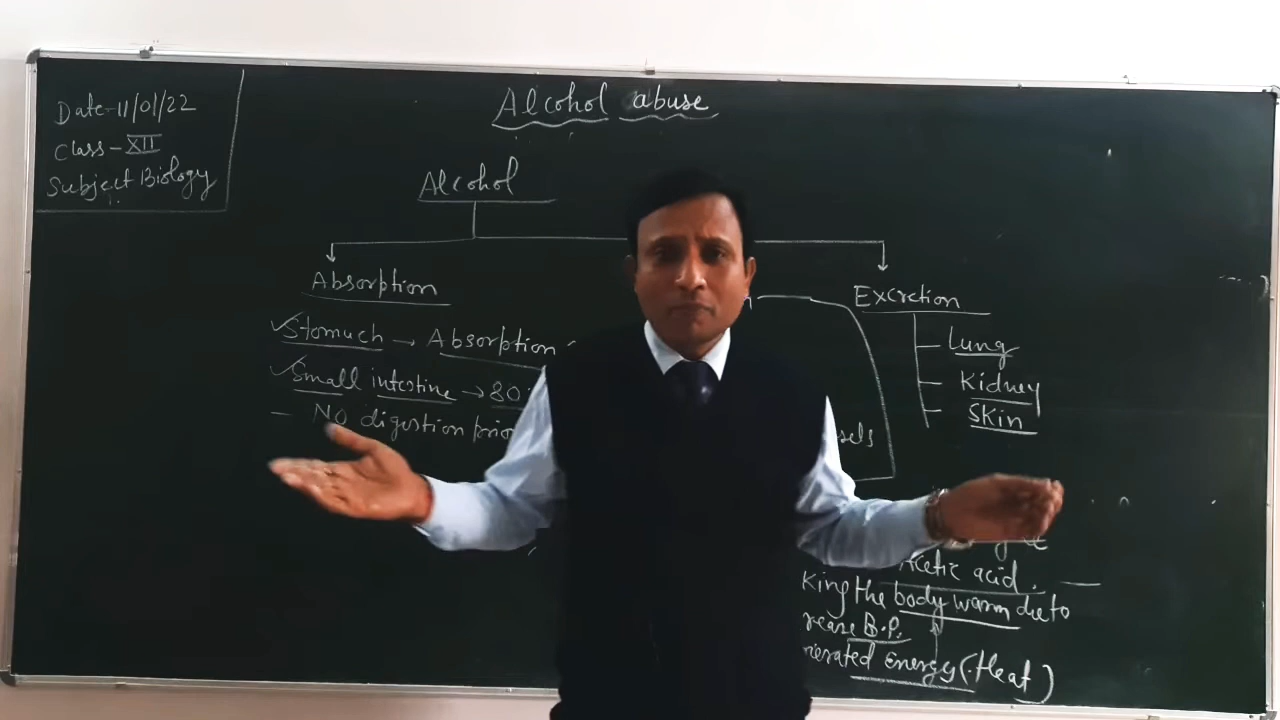 Date-11/01/22
Class-XII
Subject Biology
Alcohol abuse
Alcohol
Absorption
Excretion
✓Stomuch → Absorption
✓Small intestine → 80
- No digestion prior
Lung
Kidney
Skin
sels
Acetic acid.
King the body warm due to
rease B.P.
nerated Energy (Heat)